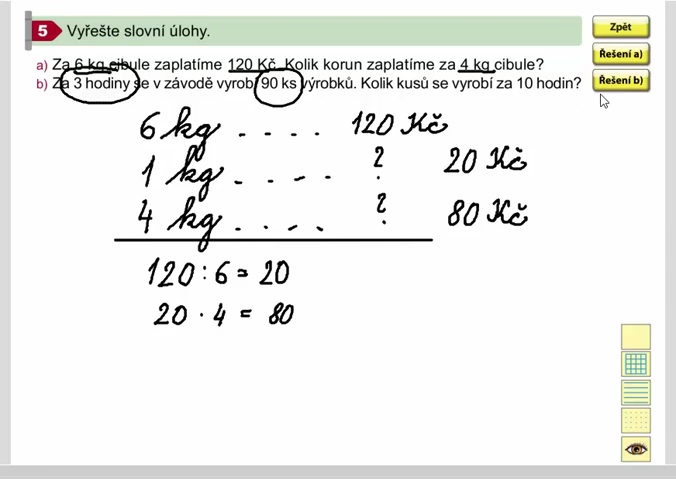 5 Vyřešte slovní úlohy.
Zpět
a) Za 6 kg cibule zaplatíme 120 Kč. Kolik korun zaplatíme za 4 kg cibule?
Řešení a)
b) Za 3 hodiny se v závodě vyrobí 90 ks výrobků. Kolik kusů se vyrobí za 10 hodin?
Řešení b)
6 kg .... 120 Kč
1 kg .... ? 20 Kč
4 kg .... ? 80 Kč
120 : 6 = 20
20 · 4 = 80